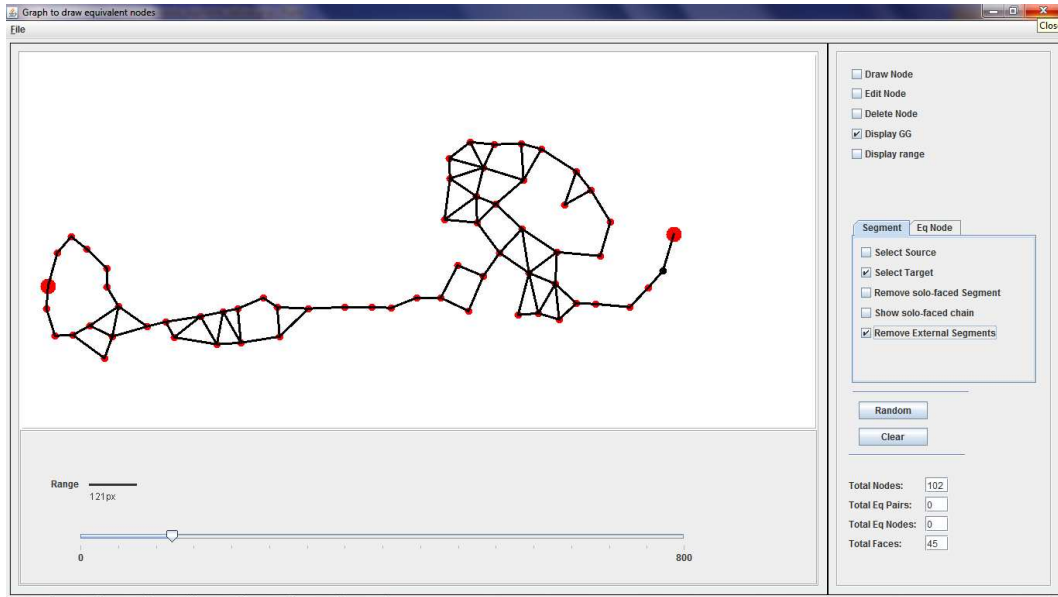 Graph to draw equivalent nodes
Close
File
Draw Node
Edit Node
Delete Node
Display GG
Display range
Segment Eq Node
Select Source
Select Target
Remove solo-faced Segment
Show solo-faced chain
Remove External Segments
Random
Clear
Range
121px
0 800
Total Nodes: 102
Total Eq Pairs: 0
Total Eq Nodes: 0
Total Faces: 45